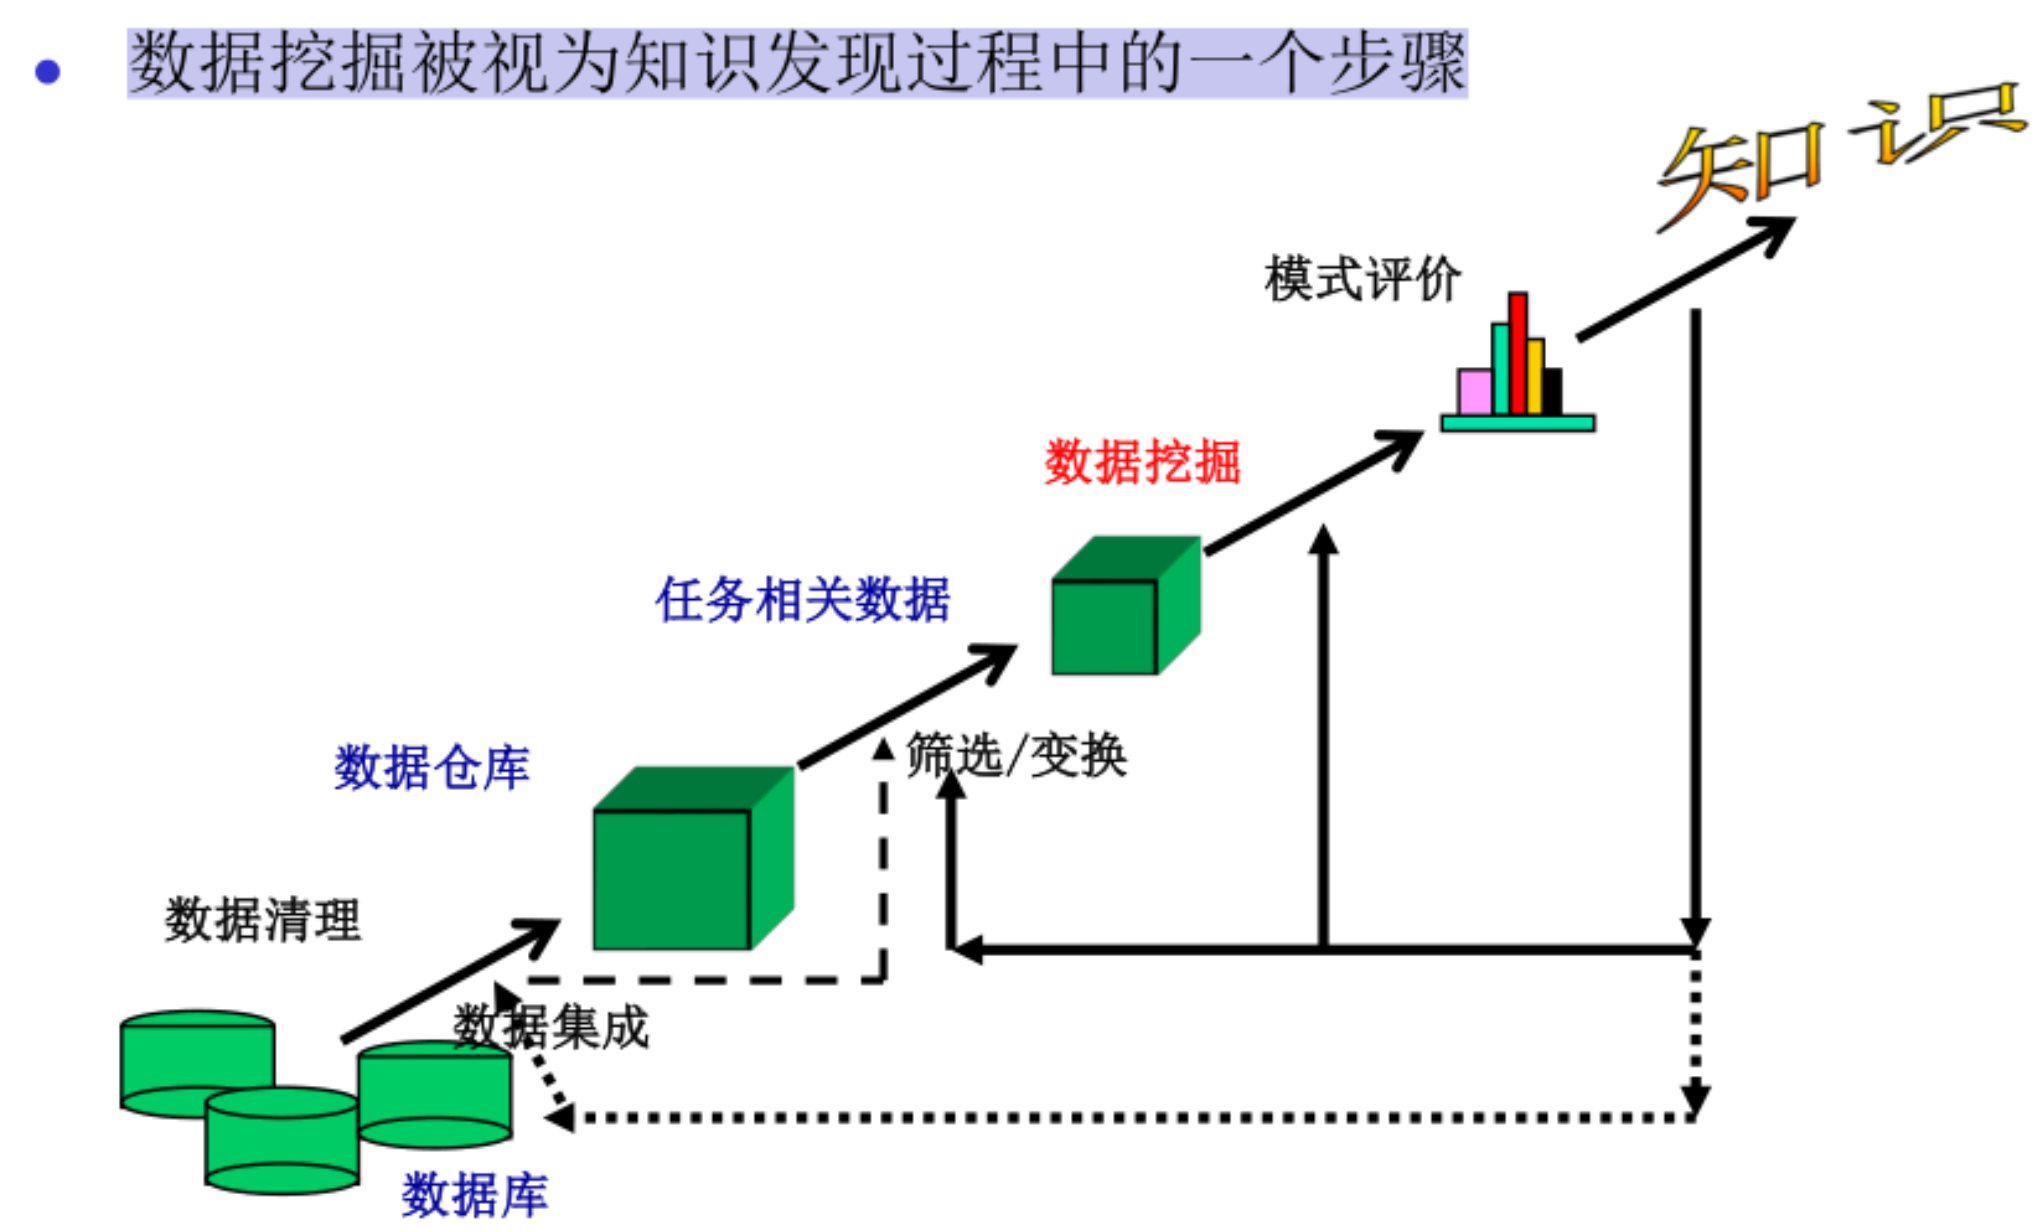 数据挖掘被视为知识发现过程中的一个步骤
知识
模式评价
数据挖掘
任务相关数据
筛选/变换
数据仓库
数据清理
数据集成
数据库